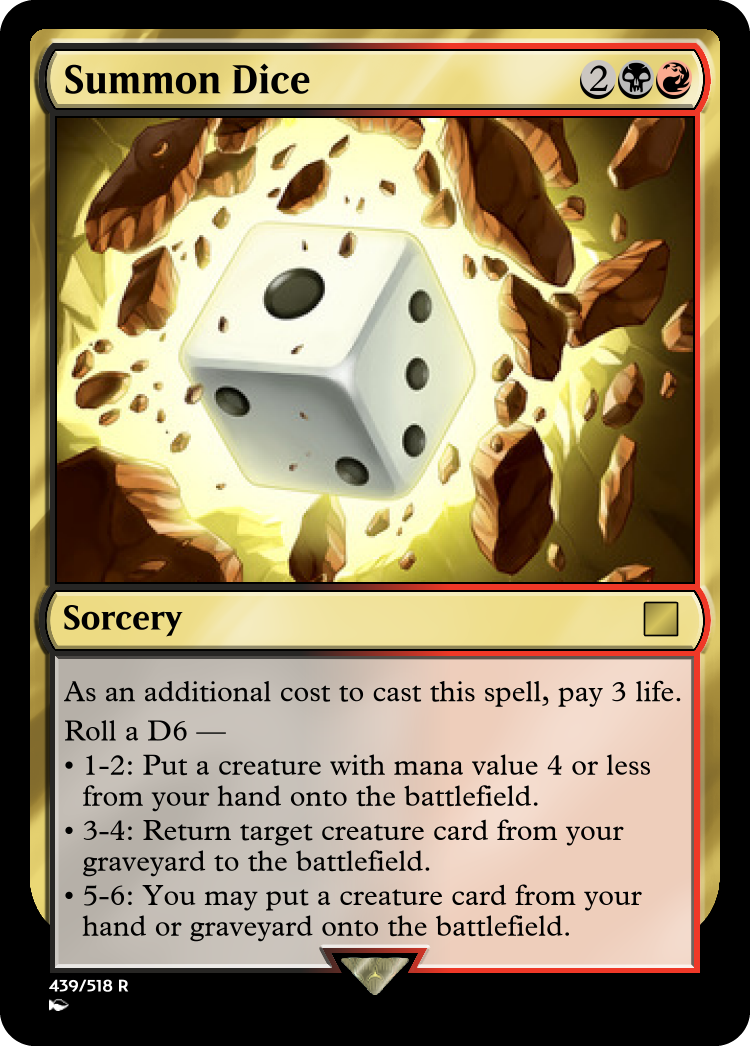 Summon Dice 2
Sorcery
As an additional cost to cast this spell, pay 3 life.
Roll a D6 —
• 1-2: Put a creature with mana value 4 or less
from your hand onto the battlefield.
• 3-4: Return target creature card from your
graveyard to the battlefield.
• 5-6: You may put a creature card from your
hand or graveyard onto the battlefield.
439/518 R